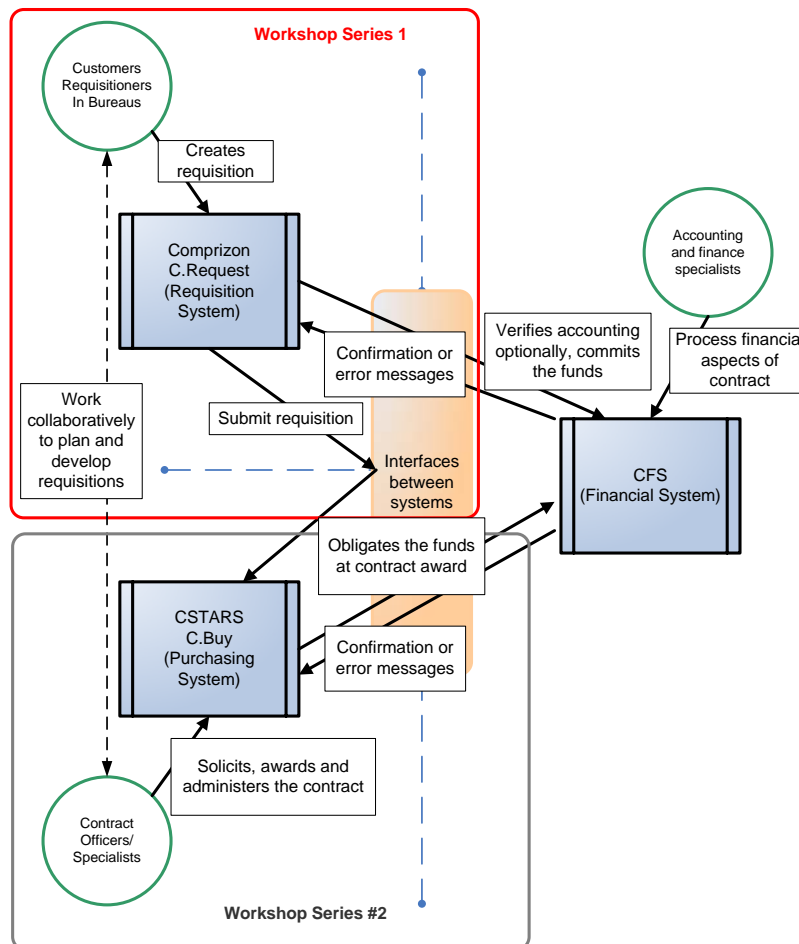 Workshop Series 1
Customers
Requisitioners
In Bureaus
Creates
requisition
Comprizon
C.Request
(Requisition
System)
Accounting
and finance
specialists
Confirmation or
error messages
Verifies accounting
optionally, commits
the funds
Process financial
aspects of
contract
Work
collaboratively
to plan and
develop
requisitions
Submit requisition
Interfaces
between
systems
CFS
(Financial System)
Obligates the funds
at contract award
CSTARS
C.Buy
(Purchasing
System)
Confirmation or
error messages
Solicits, awards and
administers the contract
Contract
Officers/
Specialists
Workshop Series #2